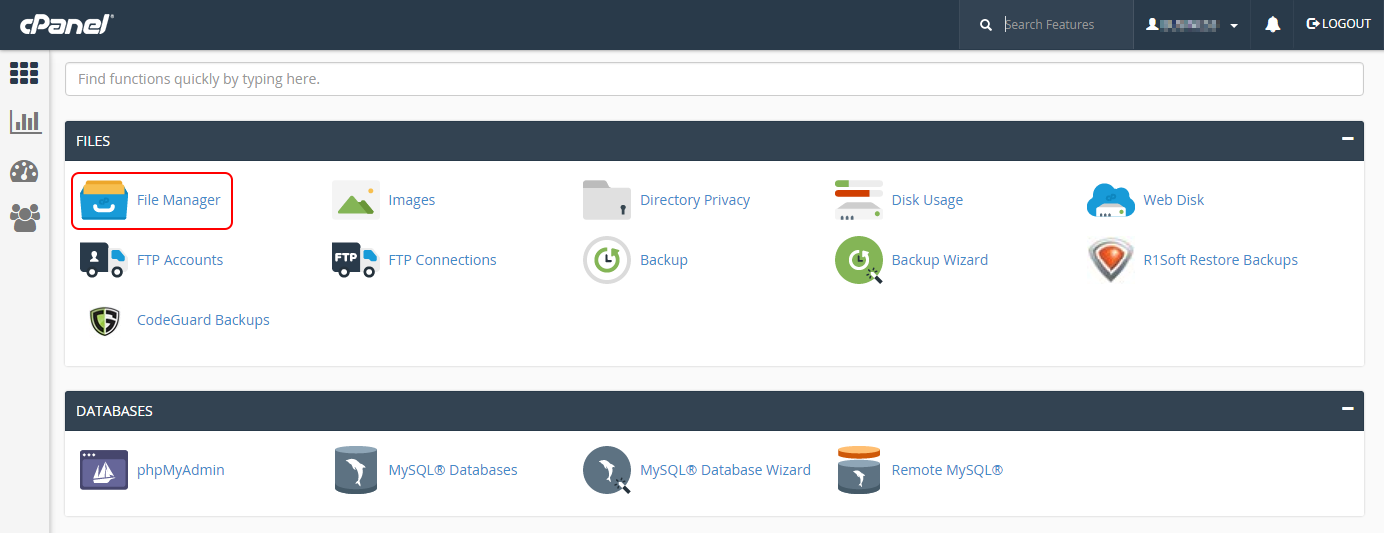 cPanel®
Search Features
LOGOUT
Find functions quickly by typing here.
FILES
File Manager
Images
Directory Privacy
Disk Usage
Web Disk
FTP Accounts
FTP
FTP Connections
Backup
Backup Wizard
R1Soft Restore Backups
CodeGuard Backups
DATABASES
phpMyAdmin
MySQL® Databases
MySQL® Database Wizard
Remote MySQL®